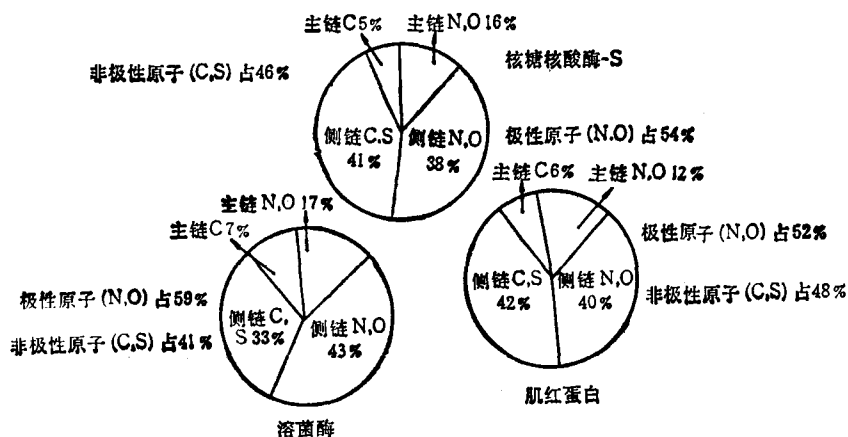 主链C5%
主链N,O 16%
非极性原子(C,S)占46%
核糖核酸酶-S
侧链C.S
41%
侧链N,O
38%
极性原子(N.O)占54%
主链C6%
主链N,O 12%
侧链C,S
42%
侧链N,O
40%
极性原子(N,O)占52%
非极性原子(C,S)占48%
肌红蛋白
主链N,O 17%
主链C7%
极性原子(N,O)占59%
非极性原子(C,S)占41%
侧链C,
S 33%
侧链N,O
43%
溶菌酶